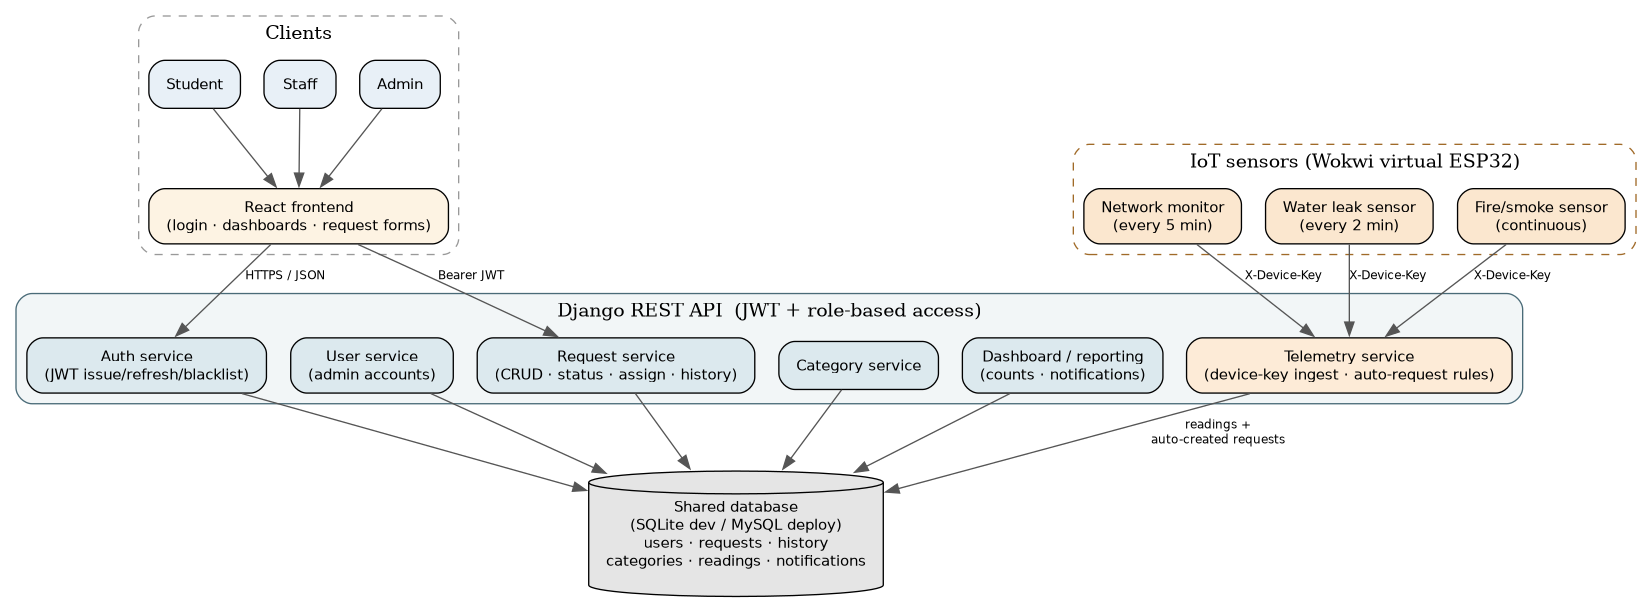 Clients
Student
Staff
Admin
React frontend
(login · dashboards · request forms)
IoT sensors (Wokwi virtual ESP32)
Network monitor
(every 5 min)
Water leak sensor
(every 2 min)
Fire/smoke sensor
(continuous)
HTTPS / JSON
Bearer JWT
X-Device-Key
X-Device-Key
X-Device-Key
Django REST API  (JWT + role-based access)
Auth service
(JWT issue/refresh/blacklist)
User service
(admin accounts)
Request service
(CRUD · status · assign · history)
Category service
Dashboard / reporting
(counts · notifications)
Telemetry service
(device-key ingest · auto-request rules)
readings +
auto-created requests
Shared database
(SQLite dev / MySQL deploy)
users · requests · history
categories · readings · notifications